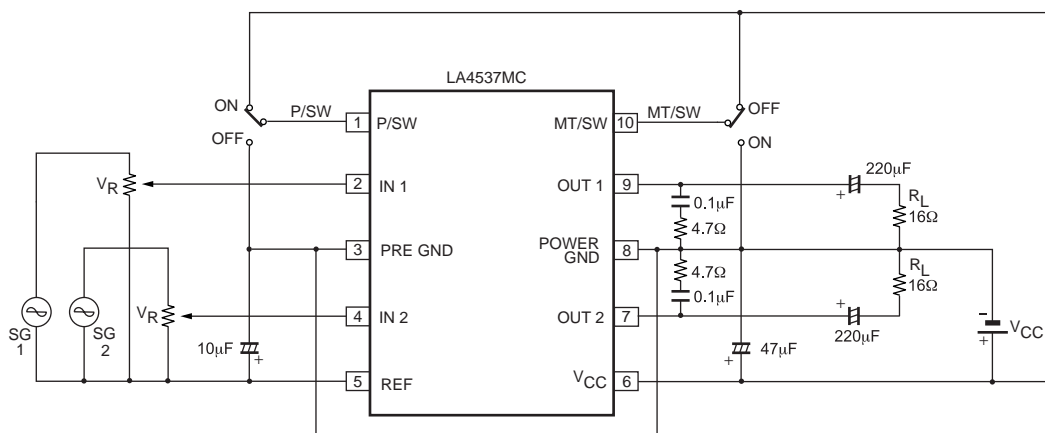 LA4537MC
ON
P/SW
OFF
1
P/SW
MT/SW
10
MT/SW
OFF
ON
VR
2
IN 1
OUT 1
9
220µF
+
0.1µF
4.7Ω
RL
16Ω
3
PRE GND
POWER
GND
8
4.7Ω
0.1µF
RL
16Ω
SG
1
SG
2
VR
4
IN 2
OUT 2
7
+
220µF
-
+
VCC
10µF
+
5
REF
VCC
6
+
47µF